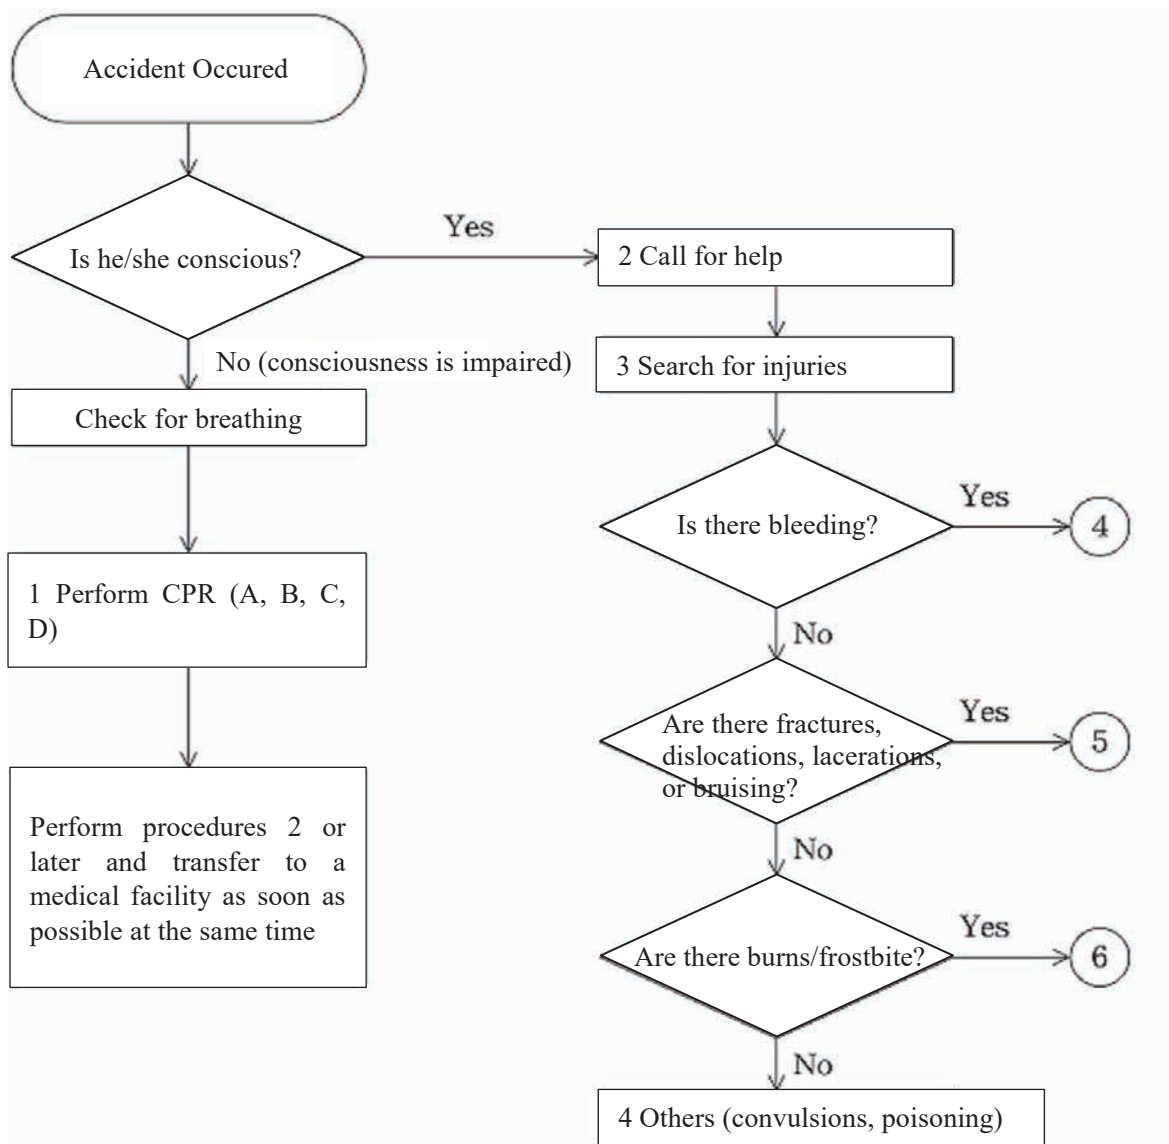 Accident Occured
Is he/she conscious?
Yes
No (consciousness is impaired)
Check for breathing
1 Perform CPR (A, B, C,
D)
Perform procedures 2 or
later and transfer to a
medical facility as soon as
possible at the same time
2 Call for help
3 Search for injuries
Is there bleeding?
Yes
4
No
Are there fractures,
dislocations, lacerations,
or bruising?
Yes
5
No
Are there burns/frostbite?
Yes
6
No
4 Others (convulsions, poisoning)